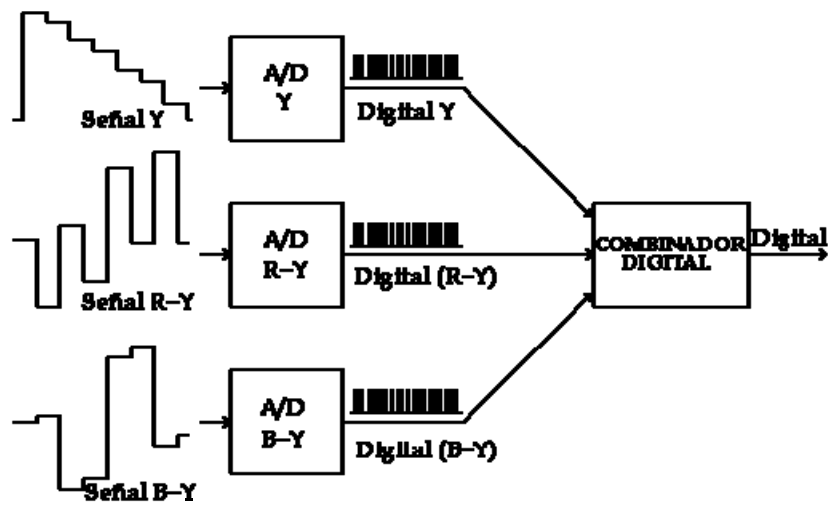 A/D
Y
Señal Y
Digital Y
A/D
R-Y
Señal R-Y
Digital (R-Y)
COMBINADOR
DIGITAL
Digital
A/D
B-Y
Señal B-Y
Digital (B-Y)